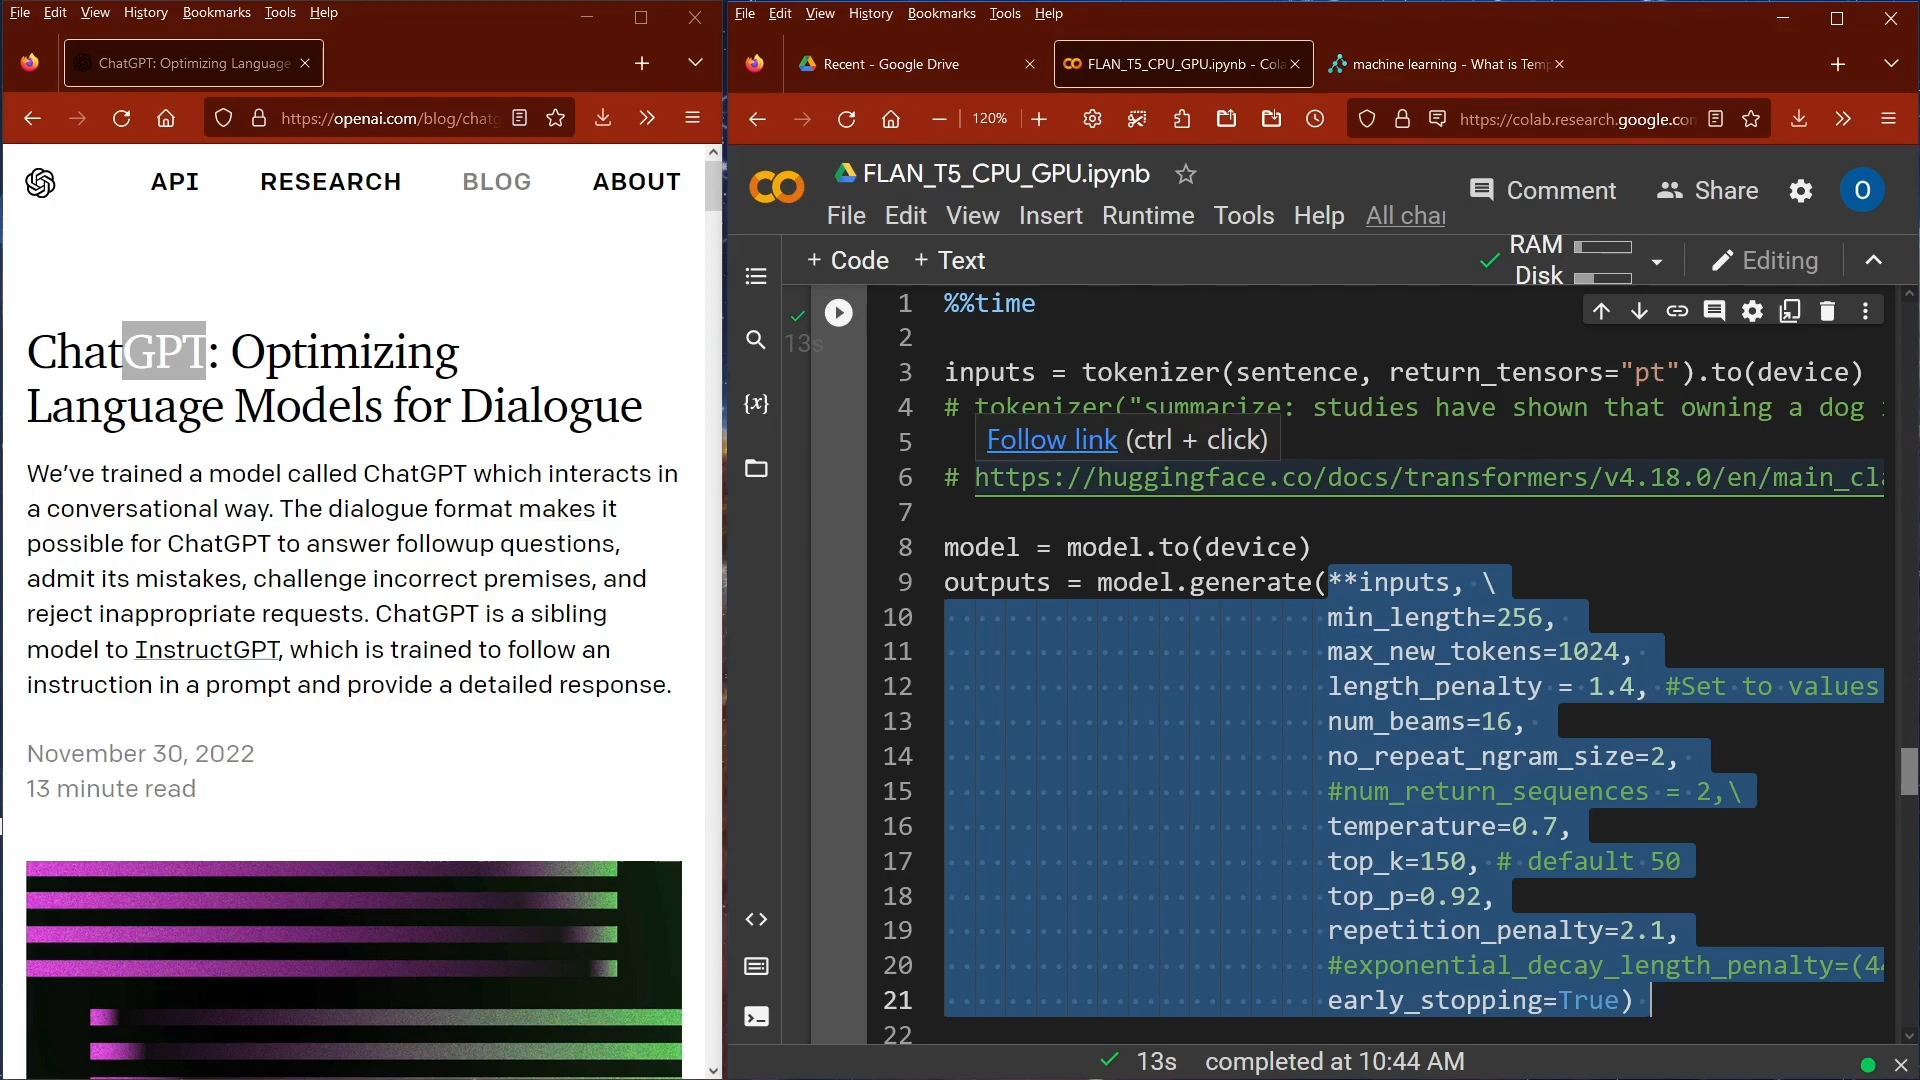 File Edit View History Bookmarks Tools Help
ChatGPT: Optimizing Language
https://openai.com/blog/chatg
API RESEARCH BLOG ABOUT
ChatGPT: Optimizing
Language Models for Dialogue
We've trained a model called ChatGPT which interacts in
a conversational way. The dialogue format makes it
possible for ChatGPT to answer followup questions,
admit its mistakes, challenge incorrect premises, and
reject inappropriate requests. ChatGPT is a sibling
model to InstructGPT, which is trained to follow an
instruction in a prompt and provide a detailed response.
November 30, 2022
13 minute read
File Edit View History Bookmarks Tools Help
Recent - Google Drive
FLAN_T5_CPU_GPU.ipynb - Cola
machine learning - What is Temp
120%
https://colab.research.google.com
FLAN_T5_CPU_GPU.ipynb
Comment Share O
File Edit View Insert Runtime Tools Help All char
+ Code + Text
RAM
Disk
Editing
13s
1 %%time
2
3 inputs = tokenizer(sentence, return_tensors="pt").to(device)
4 # tokenizer("summarize: studies have shown that owning a dog
5 Follow link (ctrl + click)
6 # https://huggingface.co/docs/transformers/v4.18.0/en/main_cla
7
8 model = model.to(device)
9 outputs = model.generate(**inputs, \
10 min_length=256,
11 max_new_tokens=1024,
12 length_penalty = 1.4, #Set to values
13 num_beams=16,
14 no_repeat_ngram_size=2,
15 #num_return_sequences = 2,\
16 temperature=0.7,
17 top_k=150, # default 50
18 top_p=0.92,
19 repetition_penalty=2.1,
20 #exponential_decay_length_penalty=(4
21 early_stopping=True)
22
13s completed at 10:44 AM